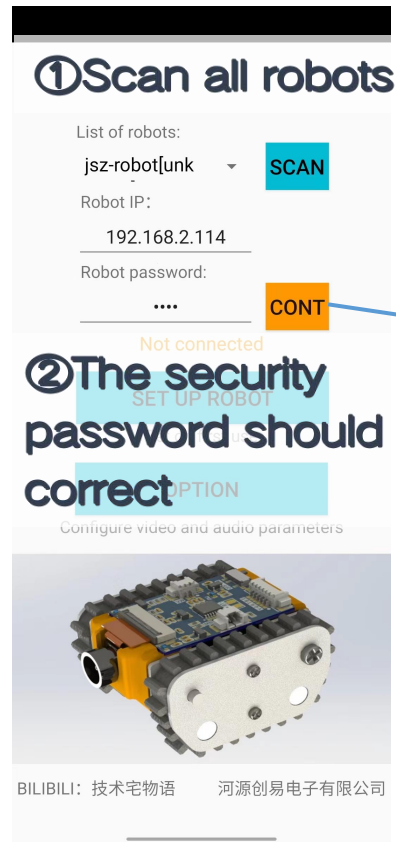 ①Scan all robots
List of robots:
jsz-robot[unk
SCAN
Robot IP：
192.168.2.114
Robot password:
••••
CONT
Not connected
②The security
SET UP ROBOT
password should
correct
OPTION
Configure video and audio parameters
BILIBILI：技术宅物语
河源创易电子有限公司